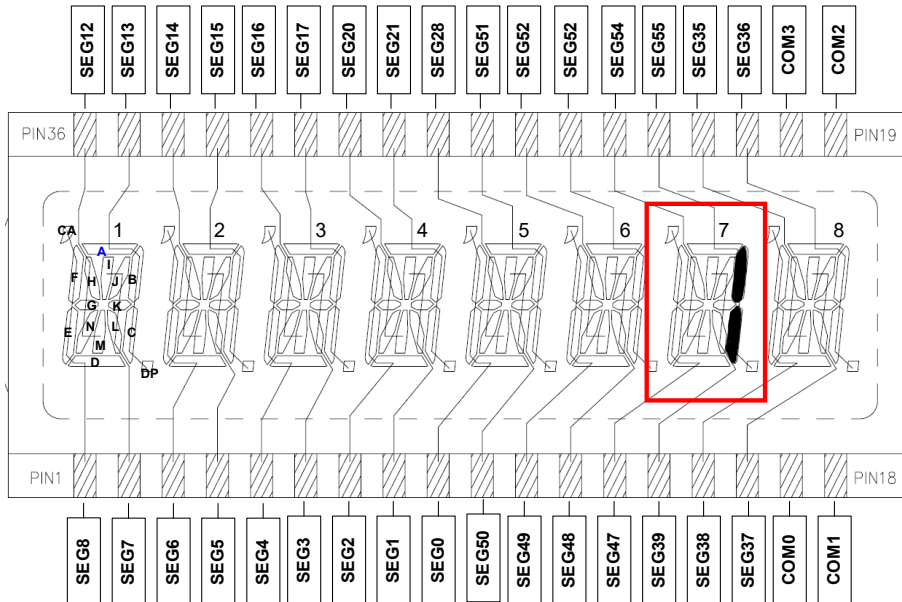 SEG12 SEG13 SEG14 SEG15 SEG16 SEG17 SEG20 SEG21 SEG28 SEG51 SEG52 SEG52 SEG54 SEG55 SEG35 SEG36 COM3 COM2
PIN36 PIN19
1 2 3 4 5 6 7 8
CA
A
I
F H J B
G K
E N L C
M
D
DP
PIN1 PIN18
SEG8 SEG7 SEG6 SEG5 SEG4 SEG3 SEG2 SEG1 SEG0 SEG50 SEG49 SEG48 SEG47 SEG39 SEG38 SEG37 COM0 COM1